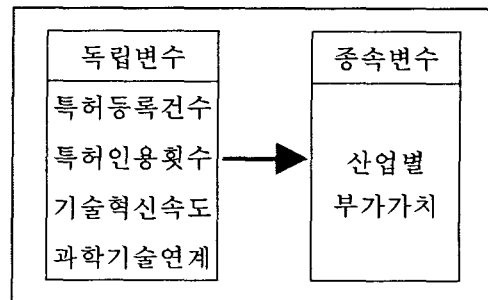 독립변수
특허등록건수
특허인용횟수
기술혁신속도
과학기술연계
종속변수
산업별
부가가치